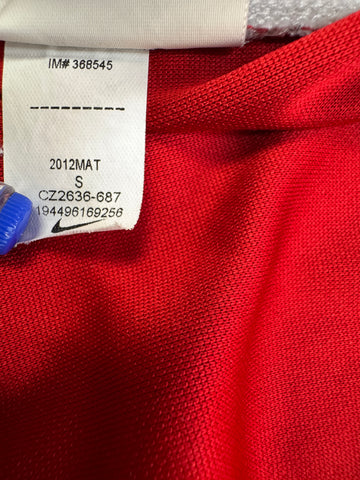 IM# 368545
----------
2012MAT
S
CZ2636-687
194496169256